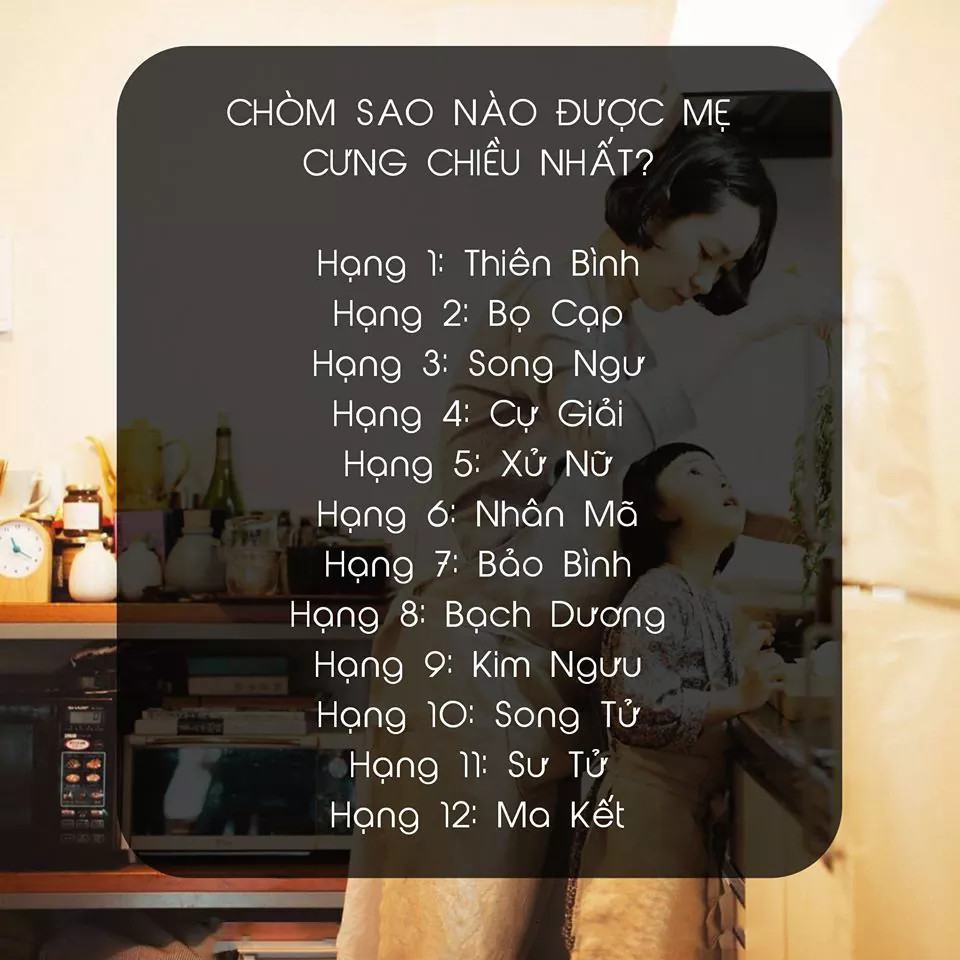 CHÒM SAO NÀO ĐƯỢC MẸ
CƯNG CHIỀU NHẤT?
Hạng 1: Thiên Bình
Hạng 2: Bọ Cạp
Hạng 3: Song Ngư
Hạng 4: Cự Giải
Hạng 5: Xử Nữ
Hạng 6: Nhân Mã
Hạng 7: Bảo Bình
Hạng 8: Bạch Dương
Hạng 9: Kim Ngưu
Hạng 10: Song Tử
Hạng 11: Sư Tử
Hạng 12: Ma Kết
SHARP